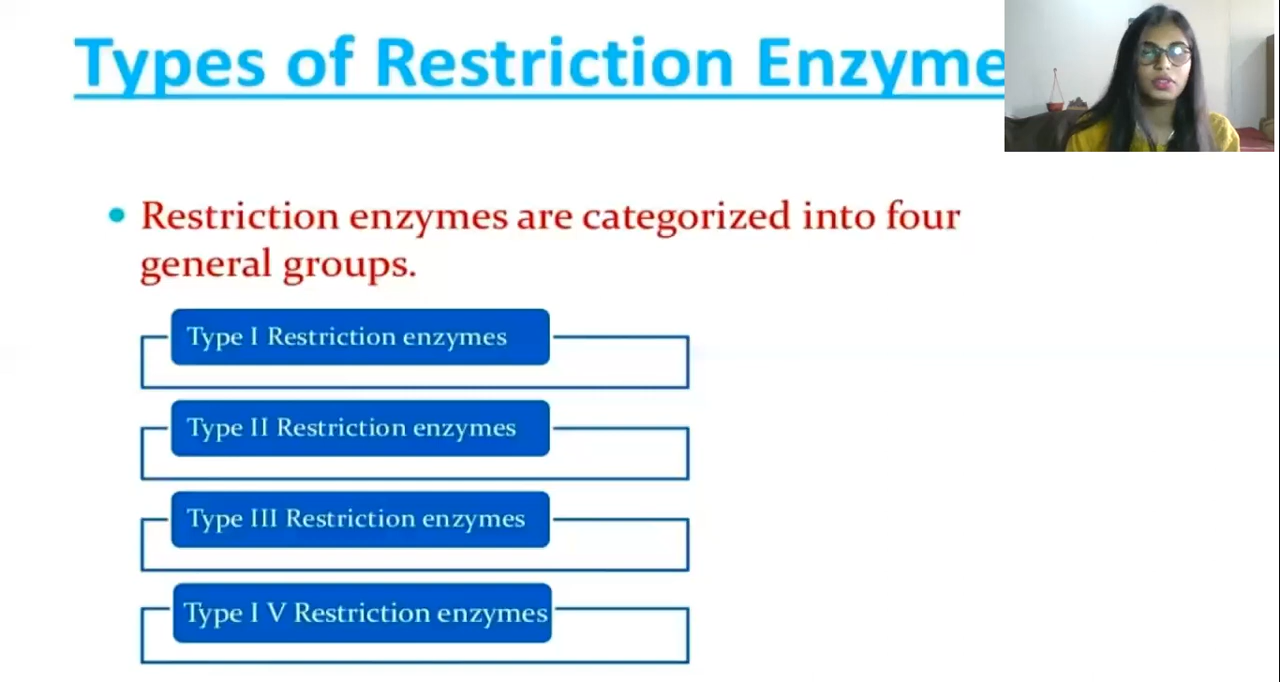 Types of Restriction Enzyme
Restriction enzymes are categorized into four
general groups.
Type I Restriction enzymes
Type II Restriction enzymes
Type III Restriction enzymes
Type I V Restriction enzymes